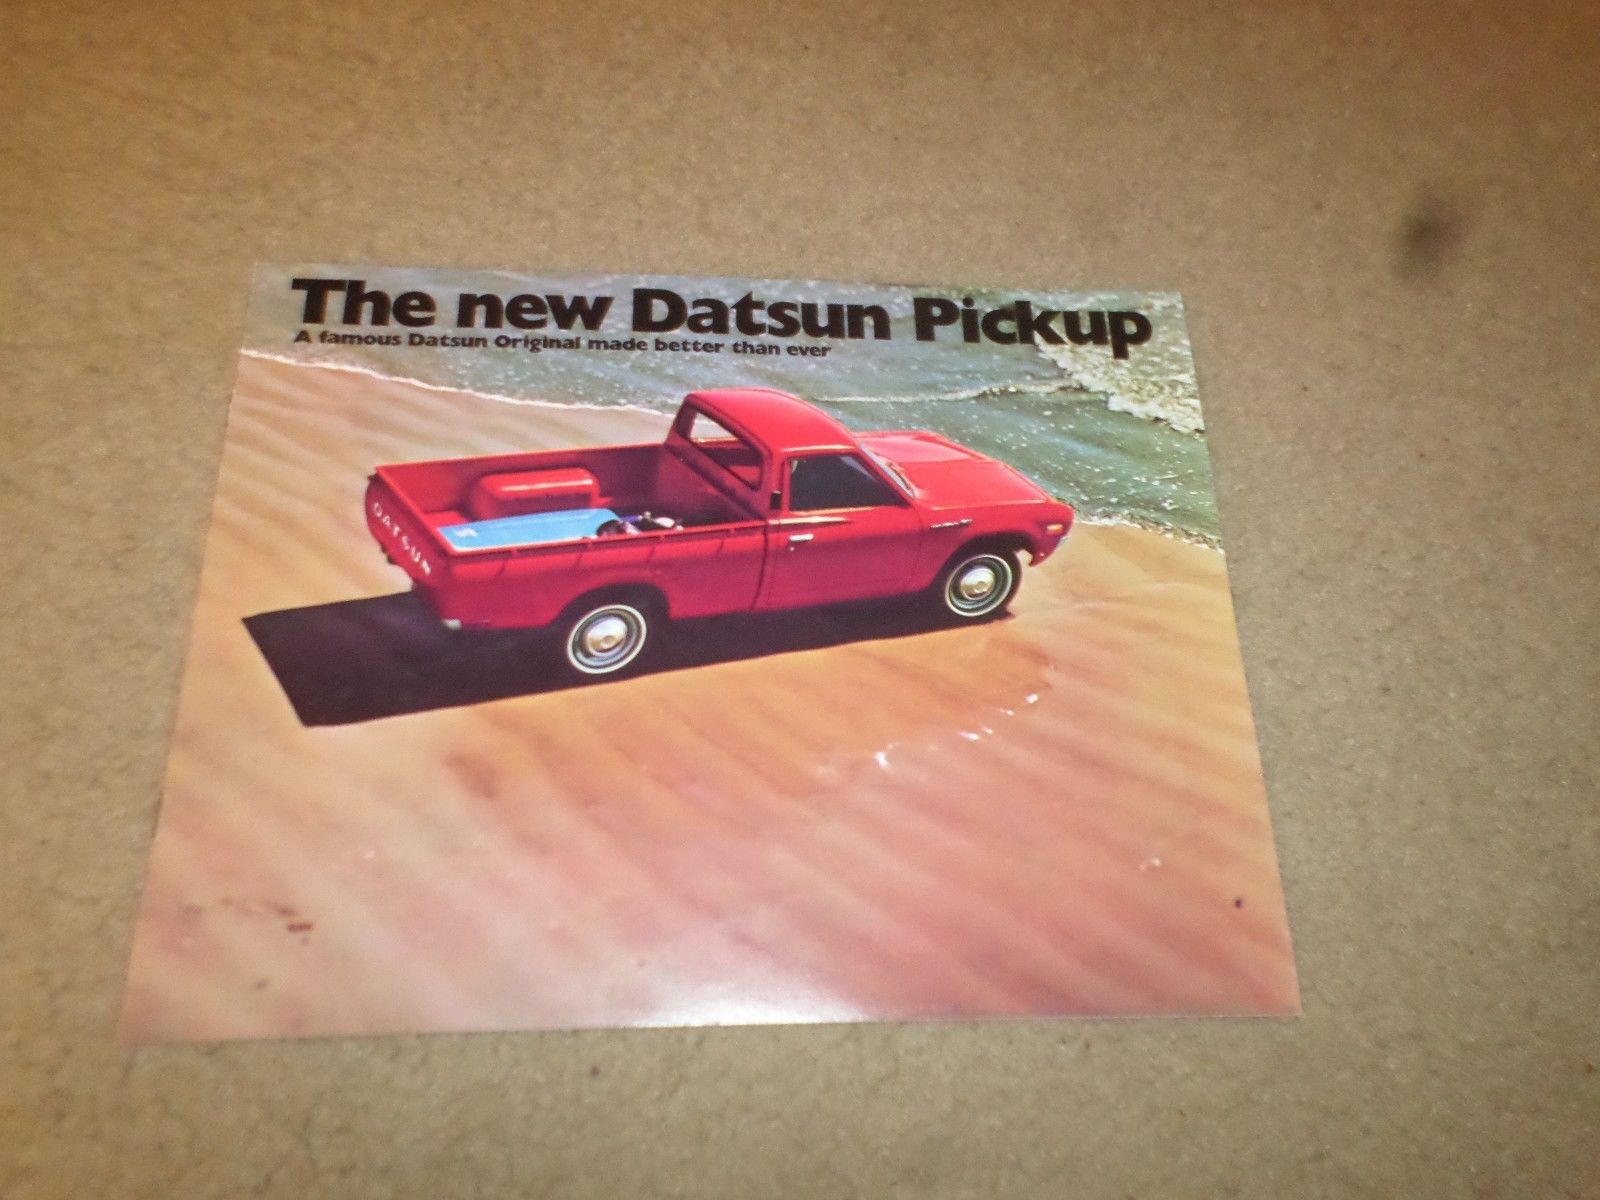 The new Datsun Pickup
A famous Datsun Original made better than ever
DATSUN